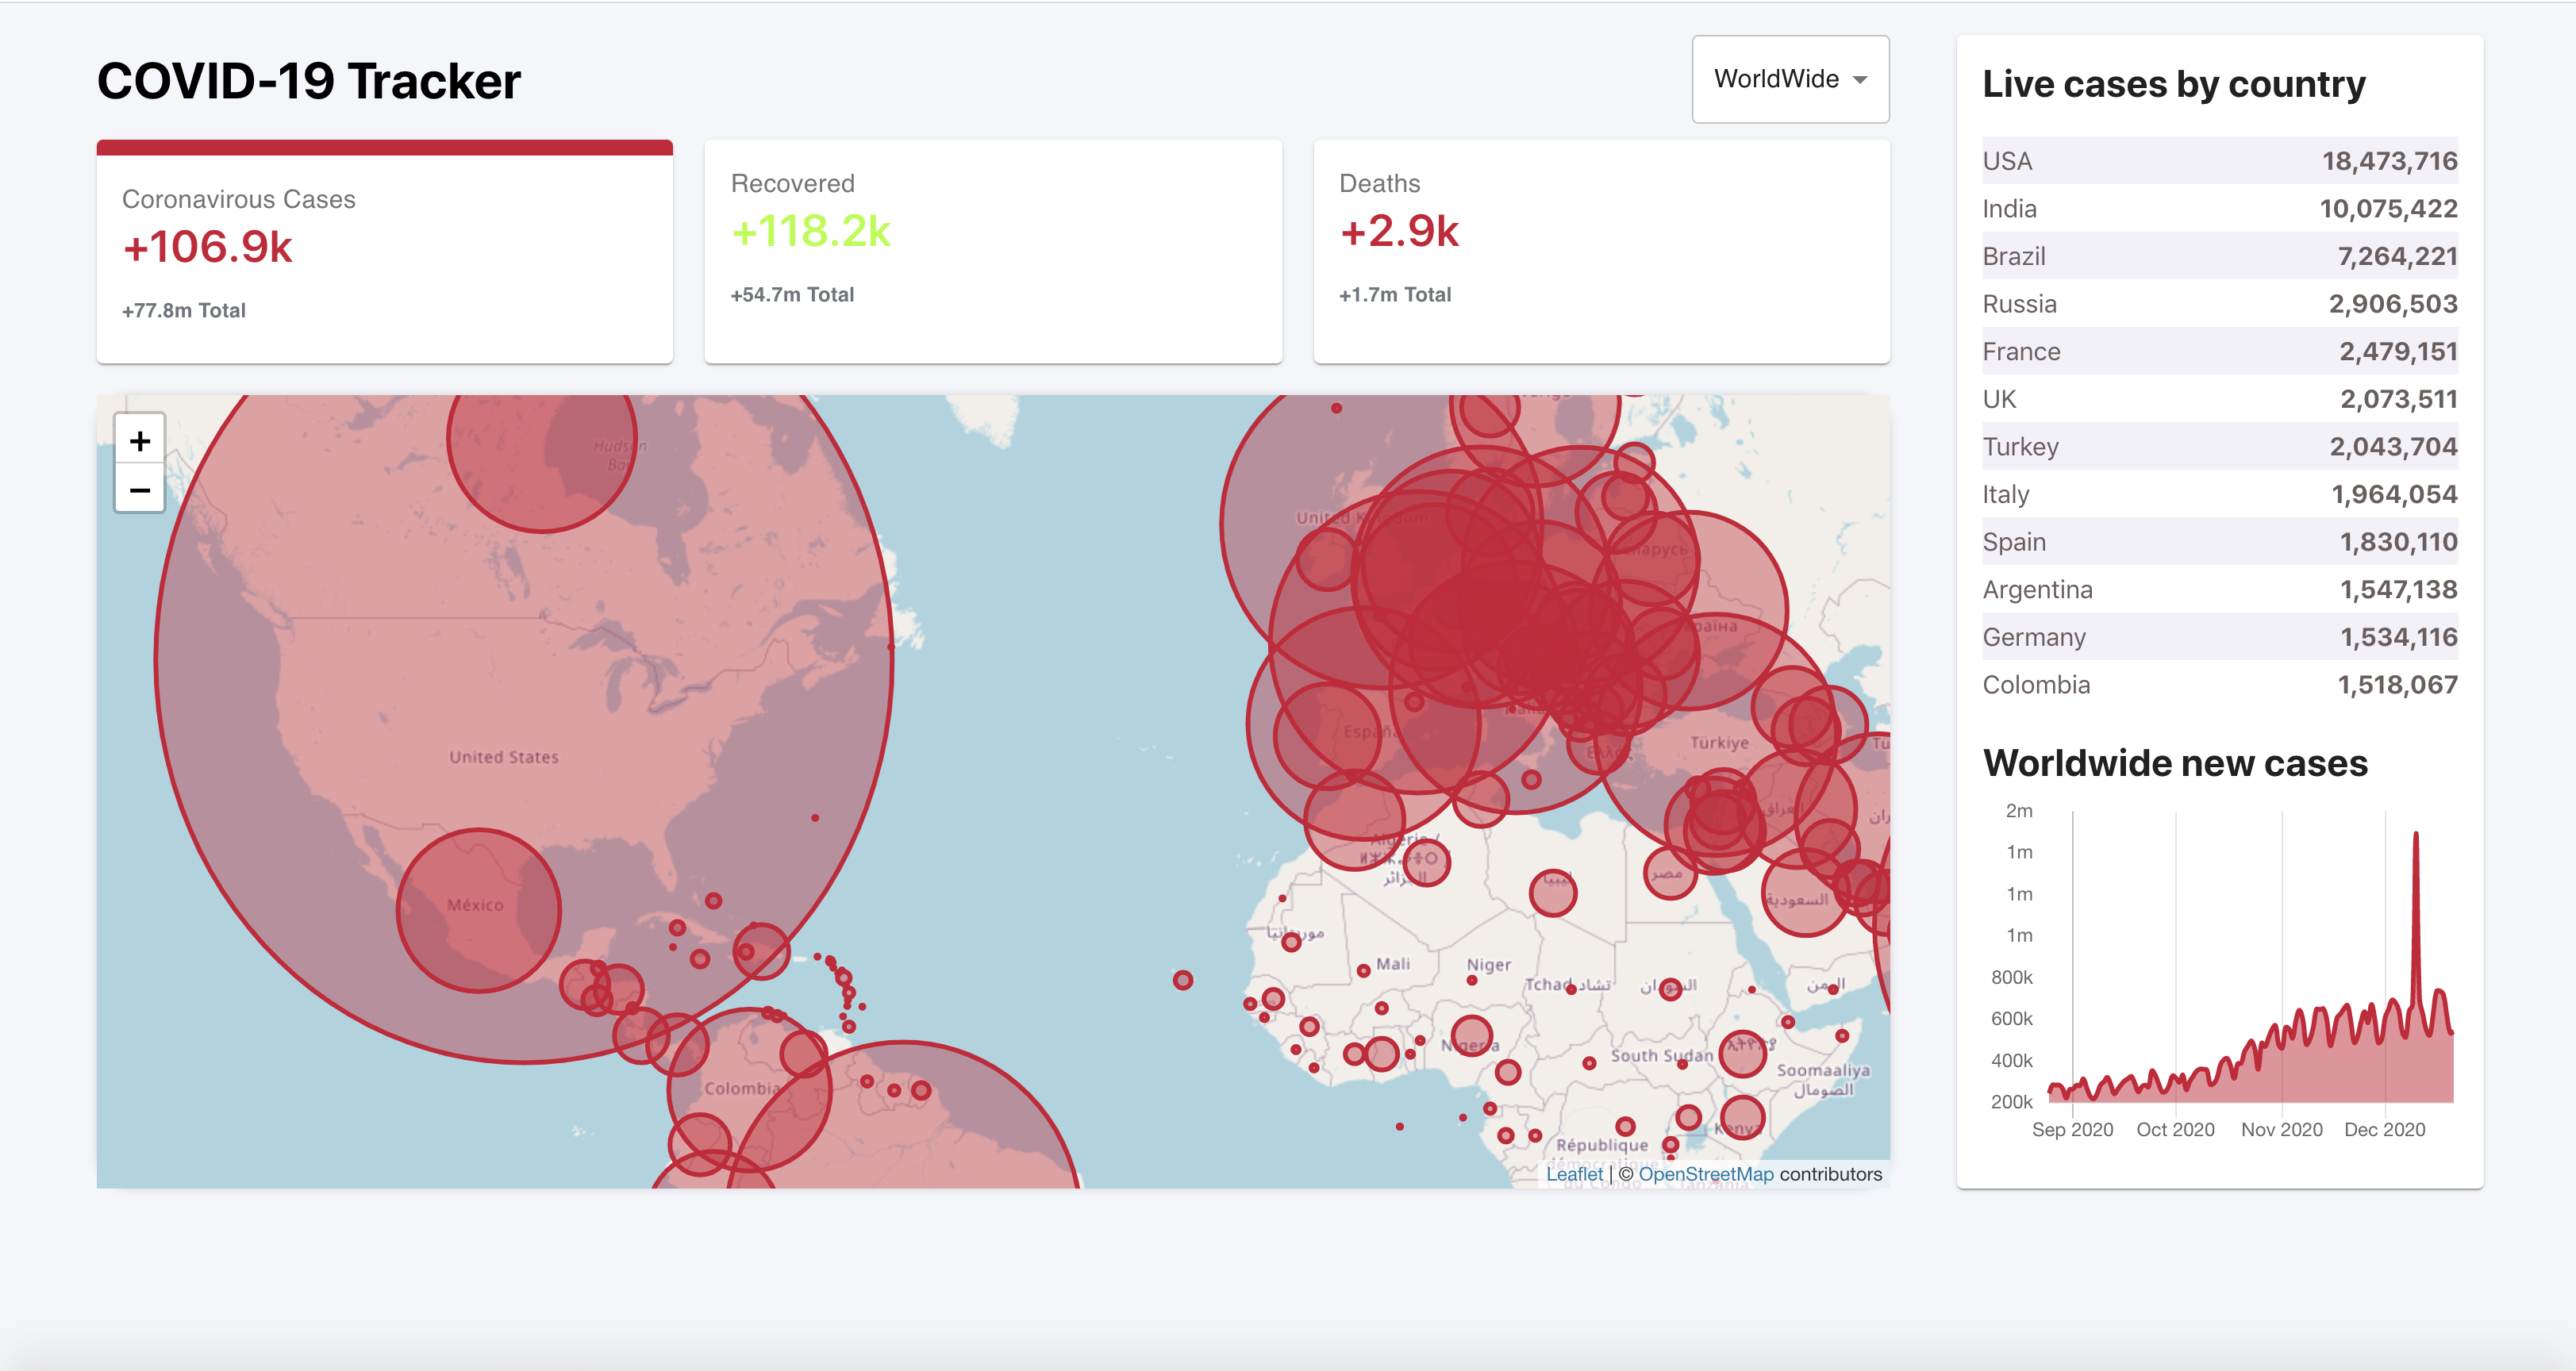 COVID-19 Tracker
WorldWide
Coronavirous Cases
+106.9k
+77.8m Total
Recovered
+118.2k
+54.7m Total
Deaths
+2.9k
+1.7m Total
+
−
Hudson
Bay
United States
México
Colombia
United Kingdom
España
Türkiye
Ελλάς
Algérie /
الجزائر
ليبيا
مصر
العراق
السعودية
موريتانيا
Mali
Niger
Tchad تشاد
السودان
اليمن
Nigeria
South Sudan
Soomaaliya
الصومال
Kenya
République
démocratique
du Congo
Tanzania
Leaflet | © OpenStreetMap contributors
Live cases by country
USA 18,473,716
India 10,075,422
Brazil 7,264,221
Russia 2,906,503
France 2,479,151
UK 2,073,511
Turkey 2,043,704
Italy 1,964,054
Spain 1,830,110
Argentina 1,547,138
Germany 1,534,116
Colombia 1,518,067
Worldwide new cases
2m
1m
1m
1m
800k
600k
400k
200k
Sep 2020 Oct 2020 Nov 2020 Dec 2020